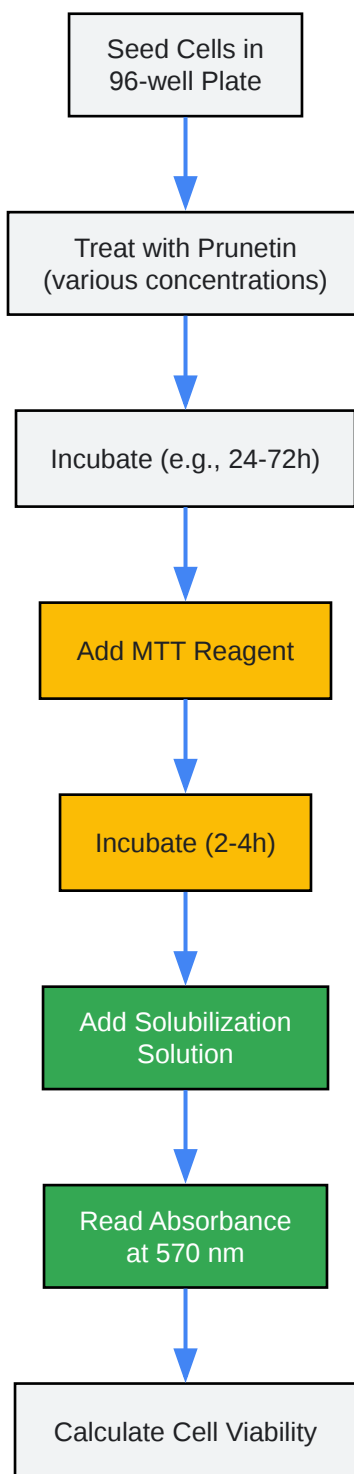 Seed Cells in
96-well Plate
Treat with Prunetin
(various concentrations)
Incubate (e.g., 24-72h)
Add MTT Reagent
Incubate (2-4h)
Add Solubilization
Solution
Read Absorbance
at 570 nm
Calculate Cell Viability